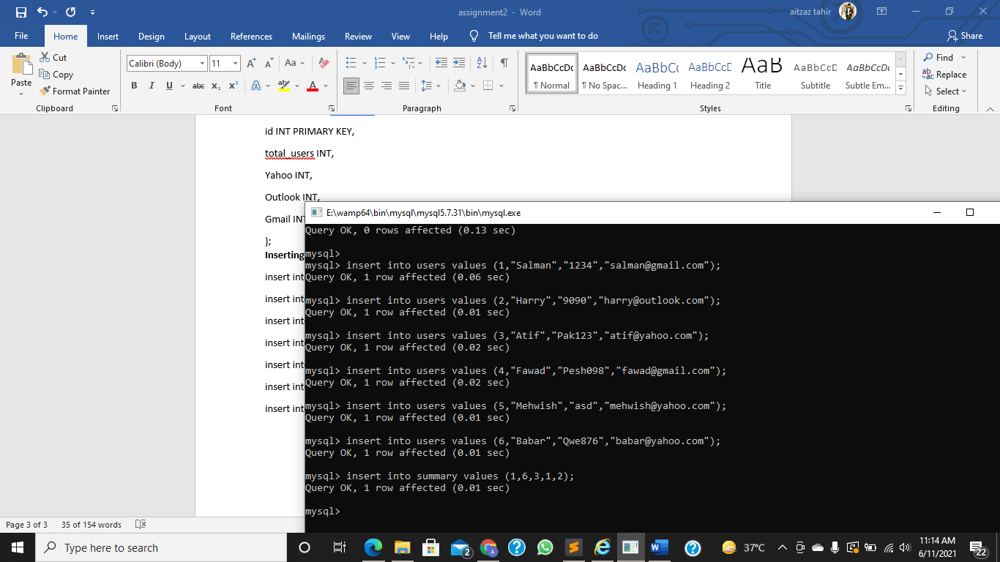 assignment2 - Word
aitzaz tahir
File Home Insert Design Layout References Mailings Review View Help Tell me what you want to do Share
Cut
Copy
Format Painter
Paste
Clipboard
Calibri (Body) 11
Aa
B I U abc x₂ x²
Font
Paragraph
AaBbCcDc AaBbCcDc AaBbCc AaBbCcD AaB AaBbCcD AaBbCcDc
¶ Normal ¶ No Spac... Heading 1 Heading 2 Title Subtitle Subtle Em...
Styles
Find
Replace
Select
Editing
id INT PRIMARY KEY,
total_users INT,
Yahoo INT,
Outlook INT,
Gmail INT
);
Inserting
insert int
insert int
insert int
insert int
insert int
insert int
insert int
E:\wamp64\bin\mysql\mysql5.7.31\bin\mysql.exe
Query OK, 0 rows affected (0.13 sec)
mysql>
mysql> insert into users values (1,"Salman","1234","salman@gmail.com");
Query OK, 1 row affected (0.06 sec)
mysql> insert into users values (2,"Harry","9090","harry@outlook.com");
Query OK, 1 row affected (0.01 sec)
mysql> insert into users values (3,"Atif","Pak123","atif@yahoo.com");
Query OK, 1 row affected (0.02 sec)
mysql> insert into users values (4,"Fawad","Pesh098","fawad@gmail.com");
Query OK, 1 row affected (0.02 sec)
mysql> insert into users values (5,"Mehwish","asd","mehwish@yahoo.com");
Query OK, 1 row affected (0.01 sec)
mysql> insert into users values (6,"Babar","Qwe876","babar@yahoo.com");
Query OK, 1 row affected (0.01 sec)
mysql> insert into summary values (1,6,3,1,2);
Query OK, 1 row affected (0.01 sec)
mysql>
Page 3 of 3 35 of 154 words
Type here to search
2
37°C
11:14 AM
6/11/2021
22